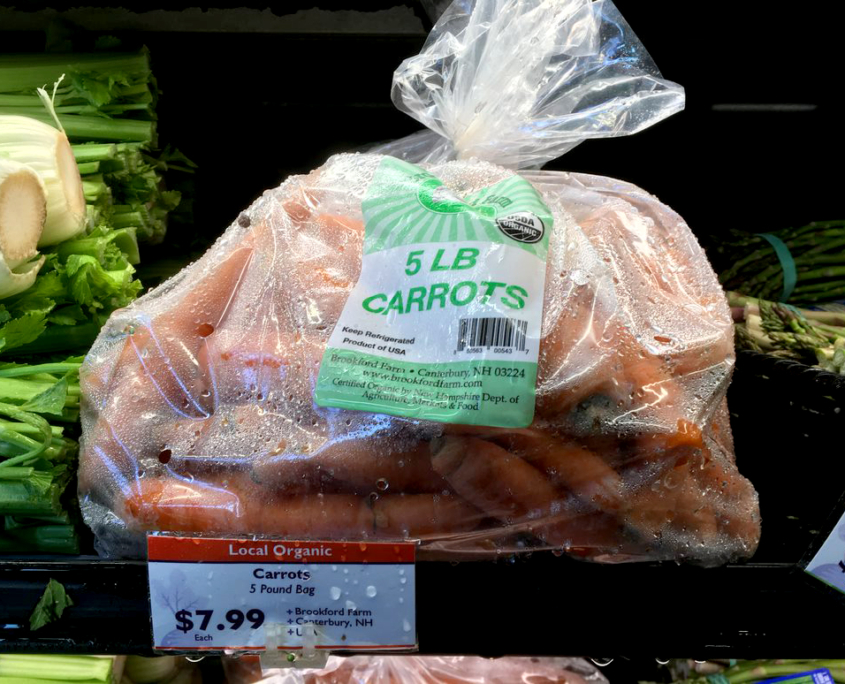 Farm
USDA
ORGANIC
5 LB
CARROTS
Keep Refrigerated
Product of USA
Brookford Farm • Canterbury, NH 03224
www.brookfordfarm.com
Certified Organic by New Hampshire Dept. of
Agriculture, Markets & Food
Local Organic
Carrots
5 Pound Bag
$7.99
Each
+Brookford Farm
+Canterbury, NH